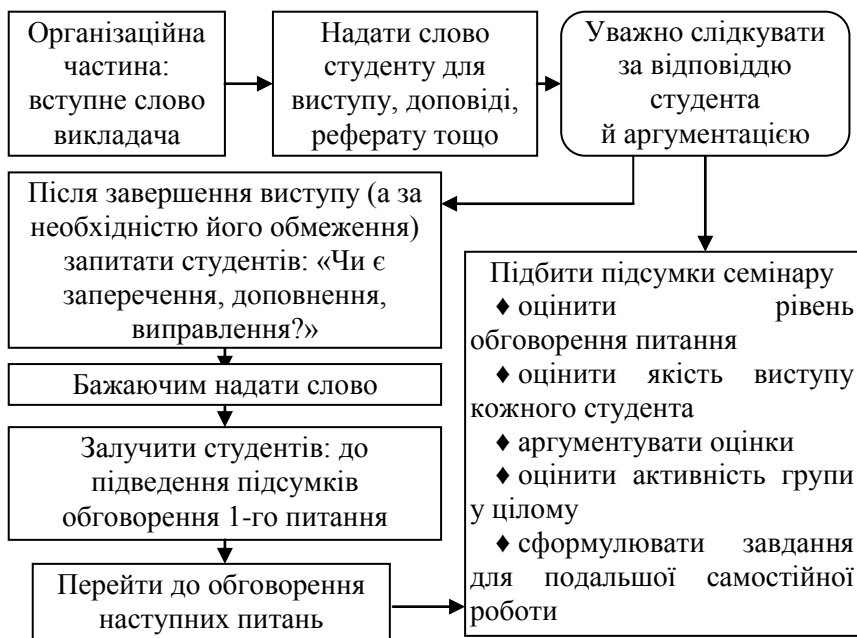 Організаційна
частина:
вступне слово
викладача
Надати слово
студенту для
виступу, доповіді,
реферату тощо
Уважно слідкувати
за відповіддю
студента
й аргументацією
Після завершення виступу (а за
необхідністю його обмеження)
запитати студентів: «Чи є
заперечення, доповнення,
виправлення?»
Бажаючим надати слово
Залучити студентів: до
підведення підсумків
обговорення 1-го питання
Перейти до обговорення
наступних питань
Підбити підсумки семінару
♦ оцінити рівень
обговорення питання
♦ оцінити якість виступу
кожного студента
♦ аргументувати оцінки
♦ оцінити активність групи
у цілому
♦ сформулювати завдання
для подальшої самостійної
роботи